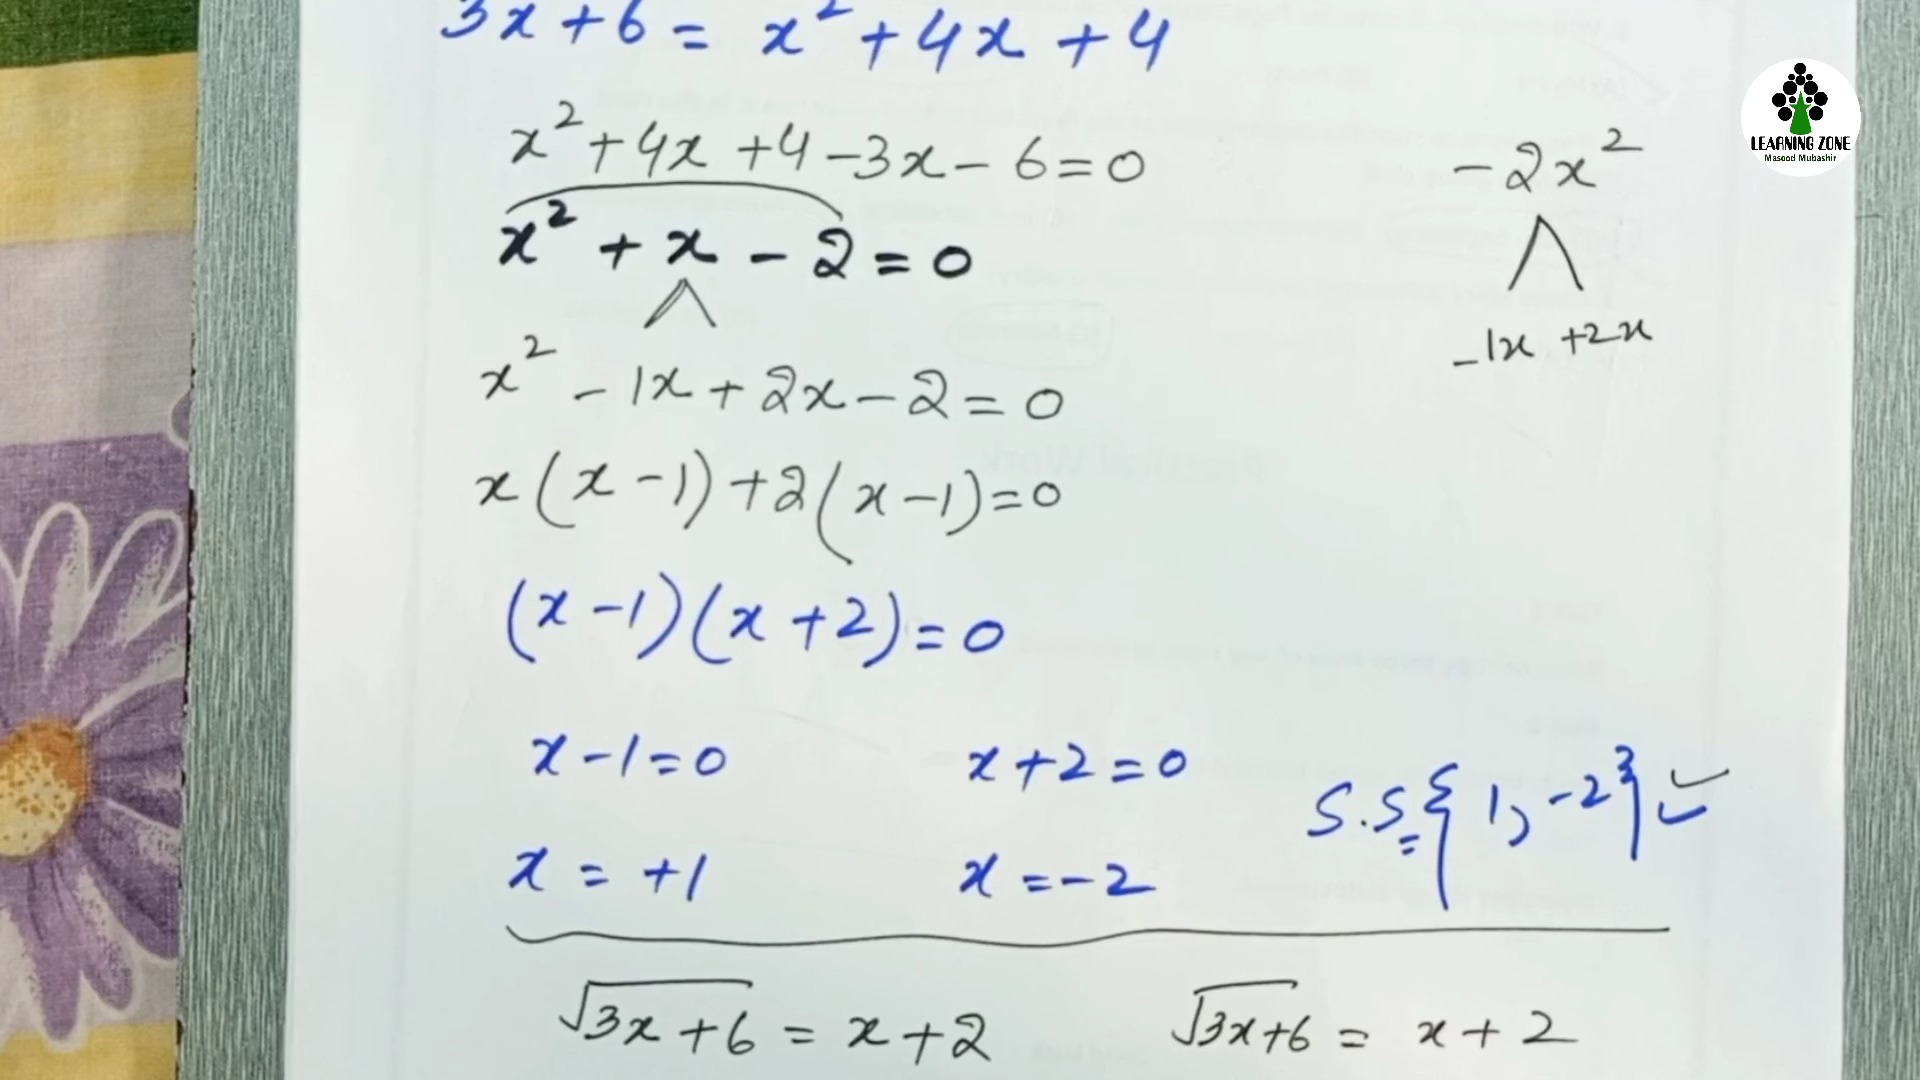 3x + 6 = x² + 4x + 4
x² + 4x + 4 - 3x - 6 = 0
x² + x - 2 = 0
x² - 1x + 2x - 2 = 0
x(x - 1) + 2(x - 1) = 0
(x - 1)(x + 2) = 0
x - 1 = 0 x + 2 = 0
x = +1 x = -2
S.S = {1, -2}
√3x + 6 = x + 2 √3x + 6 = x + 2
-2x²
-1x +2x
LEARNING ZONE
Masood Mubashir